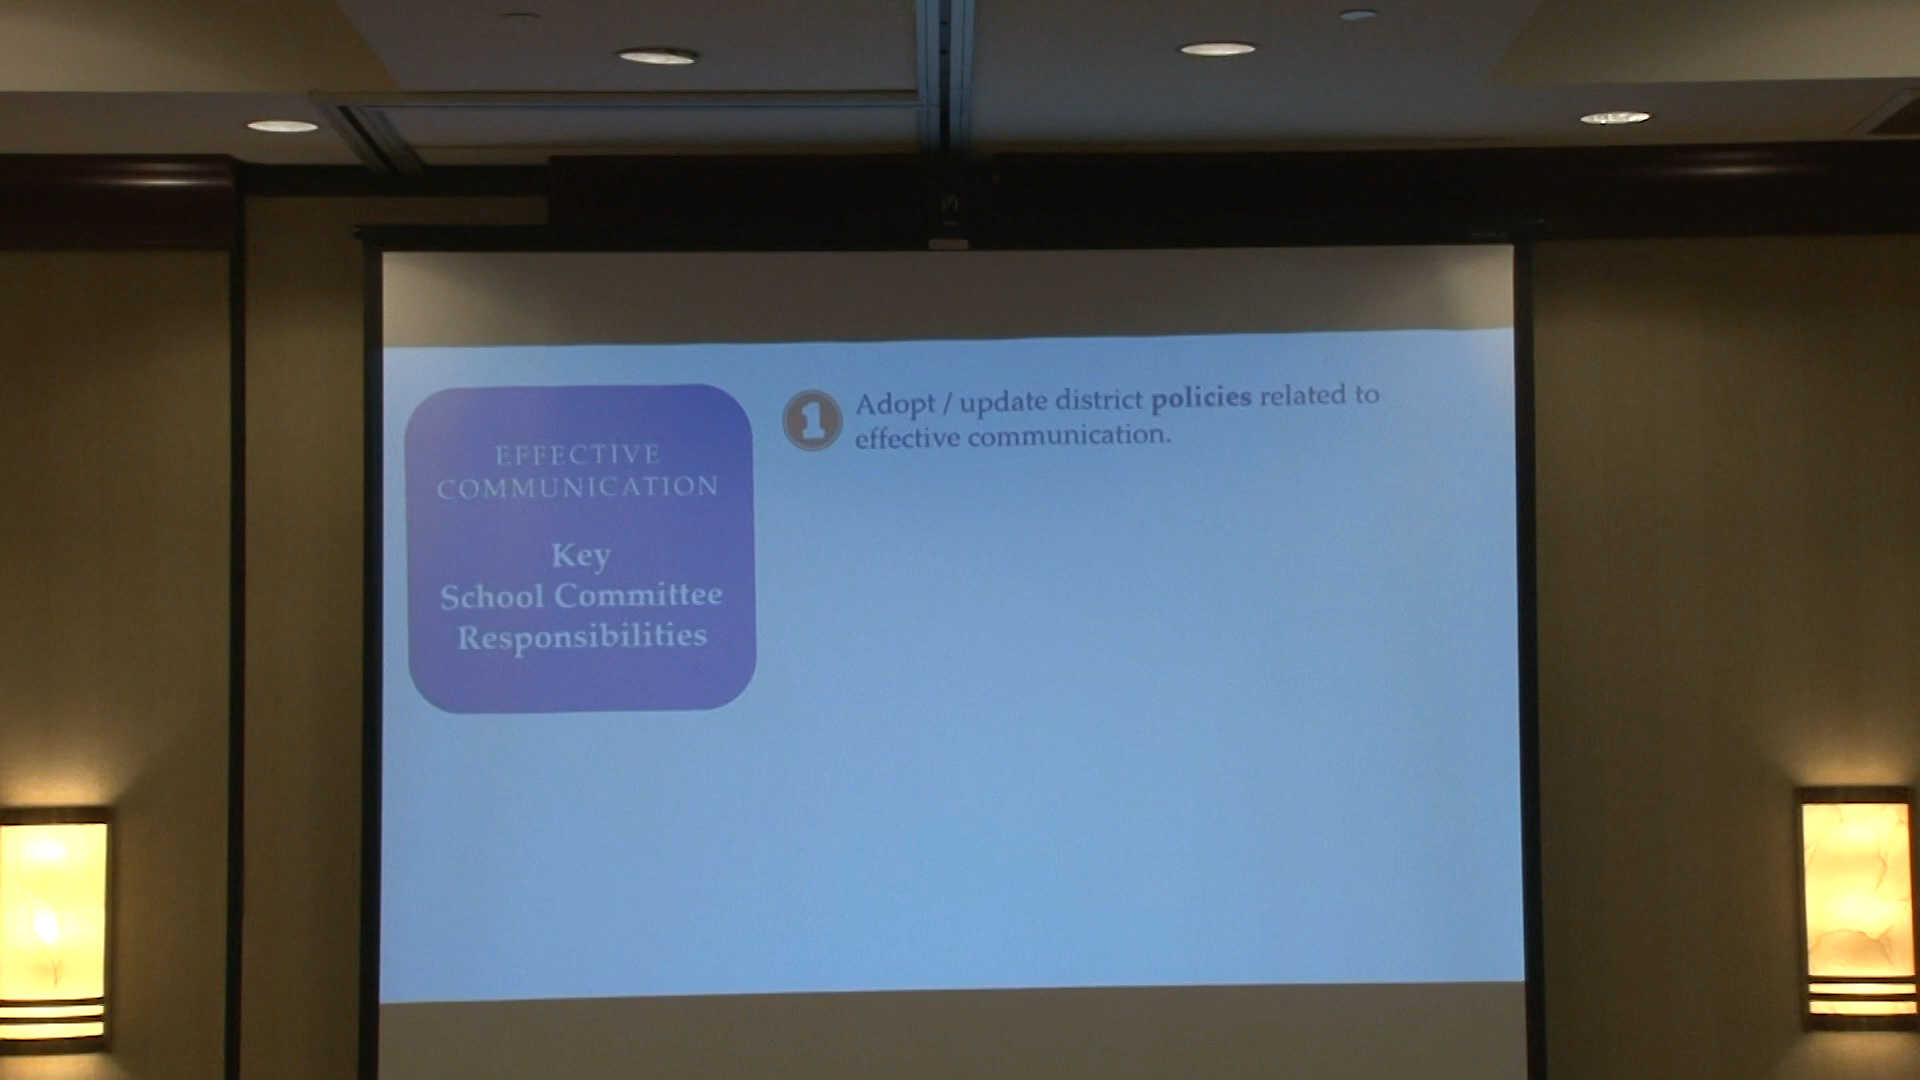 EFFECTIVE
COMMUNICATION
Key
School Committee
Responsibilities
1
Adopt / update district policies related to
effective communication.